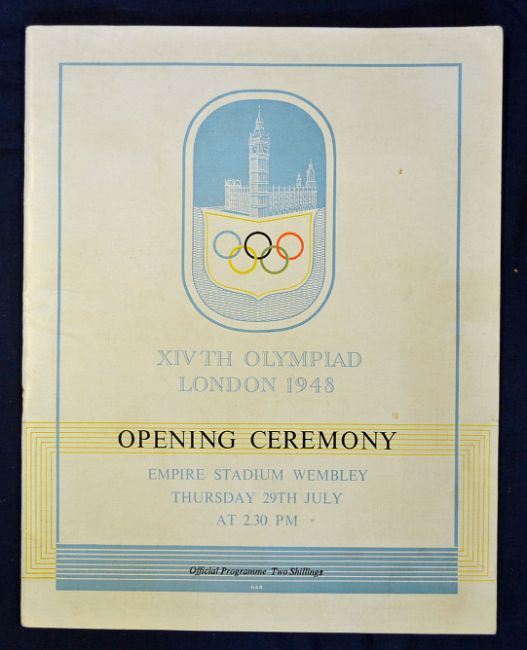 XIVTH OLYMPIAD
LONDON 1948
OPENING CEREMONY
EMPIRE STADIUM WEMBLEY
THURSDAY 29TH JULY
AT 2.30 PM
Official Programme Two Shillings